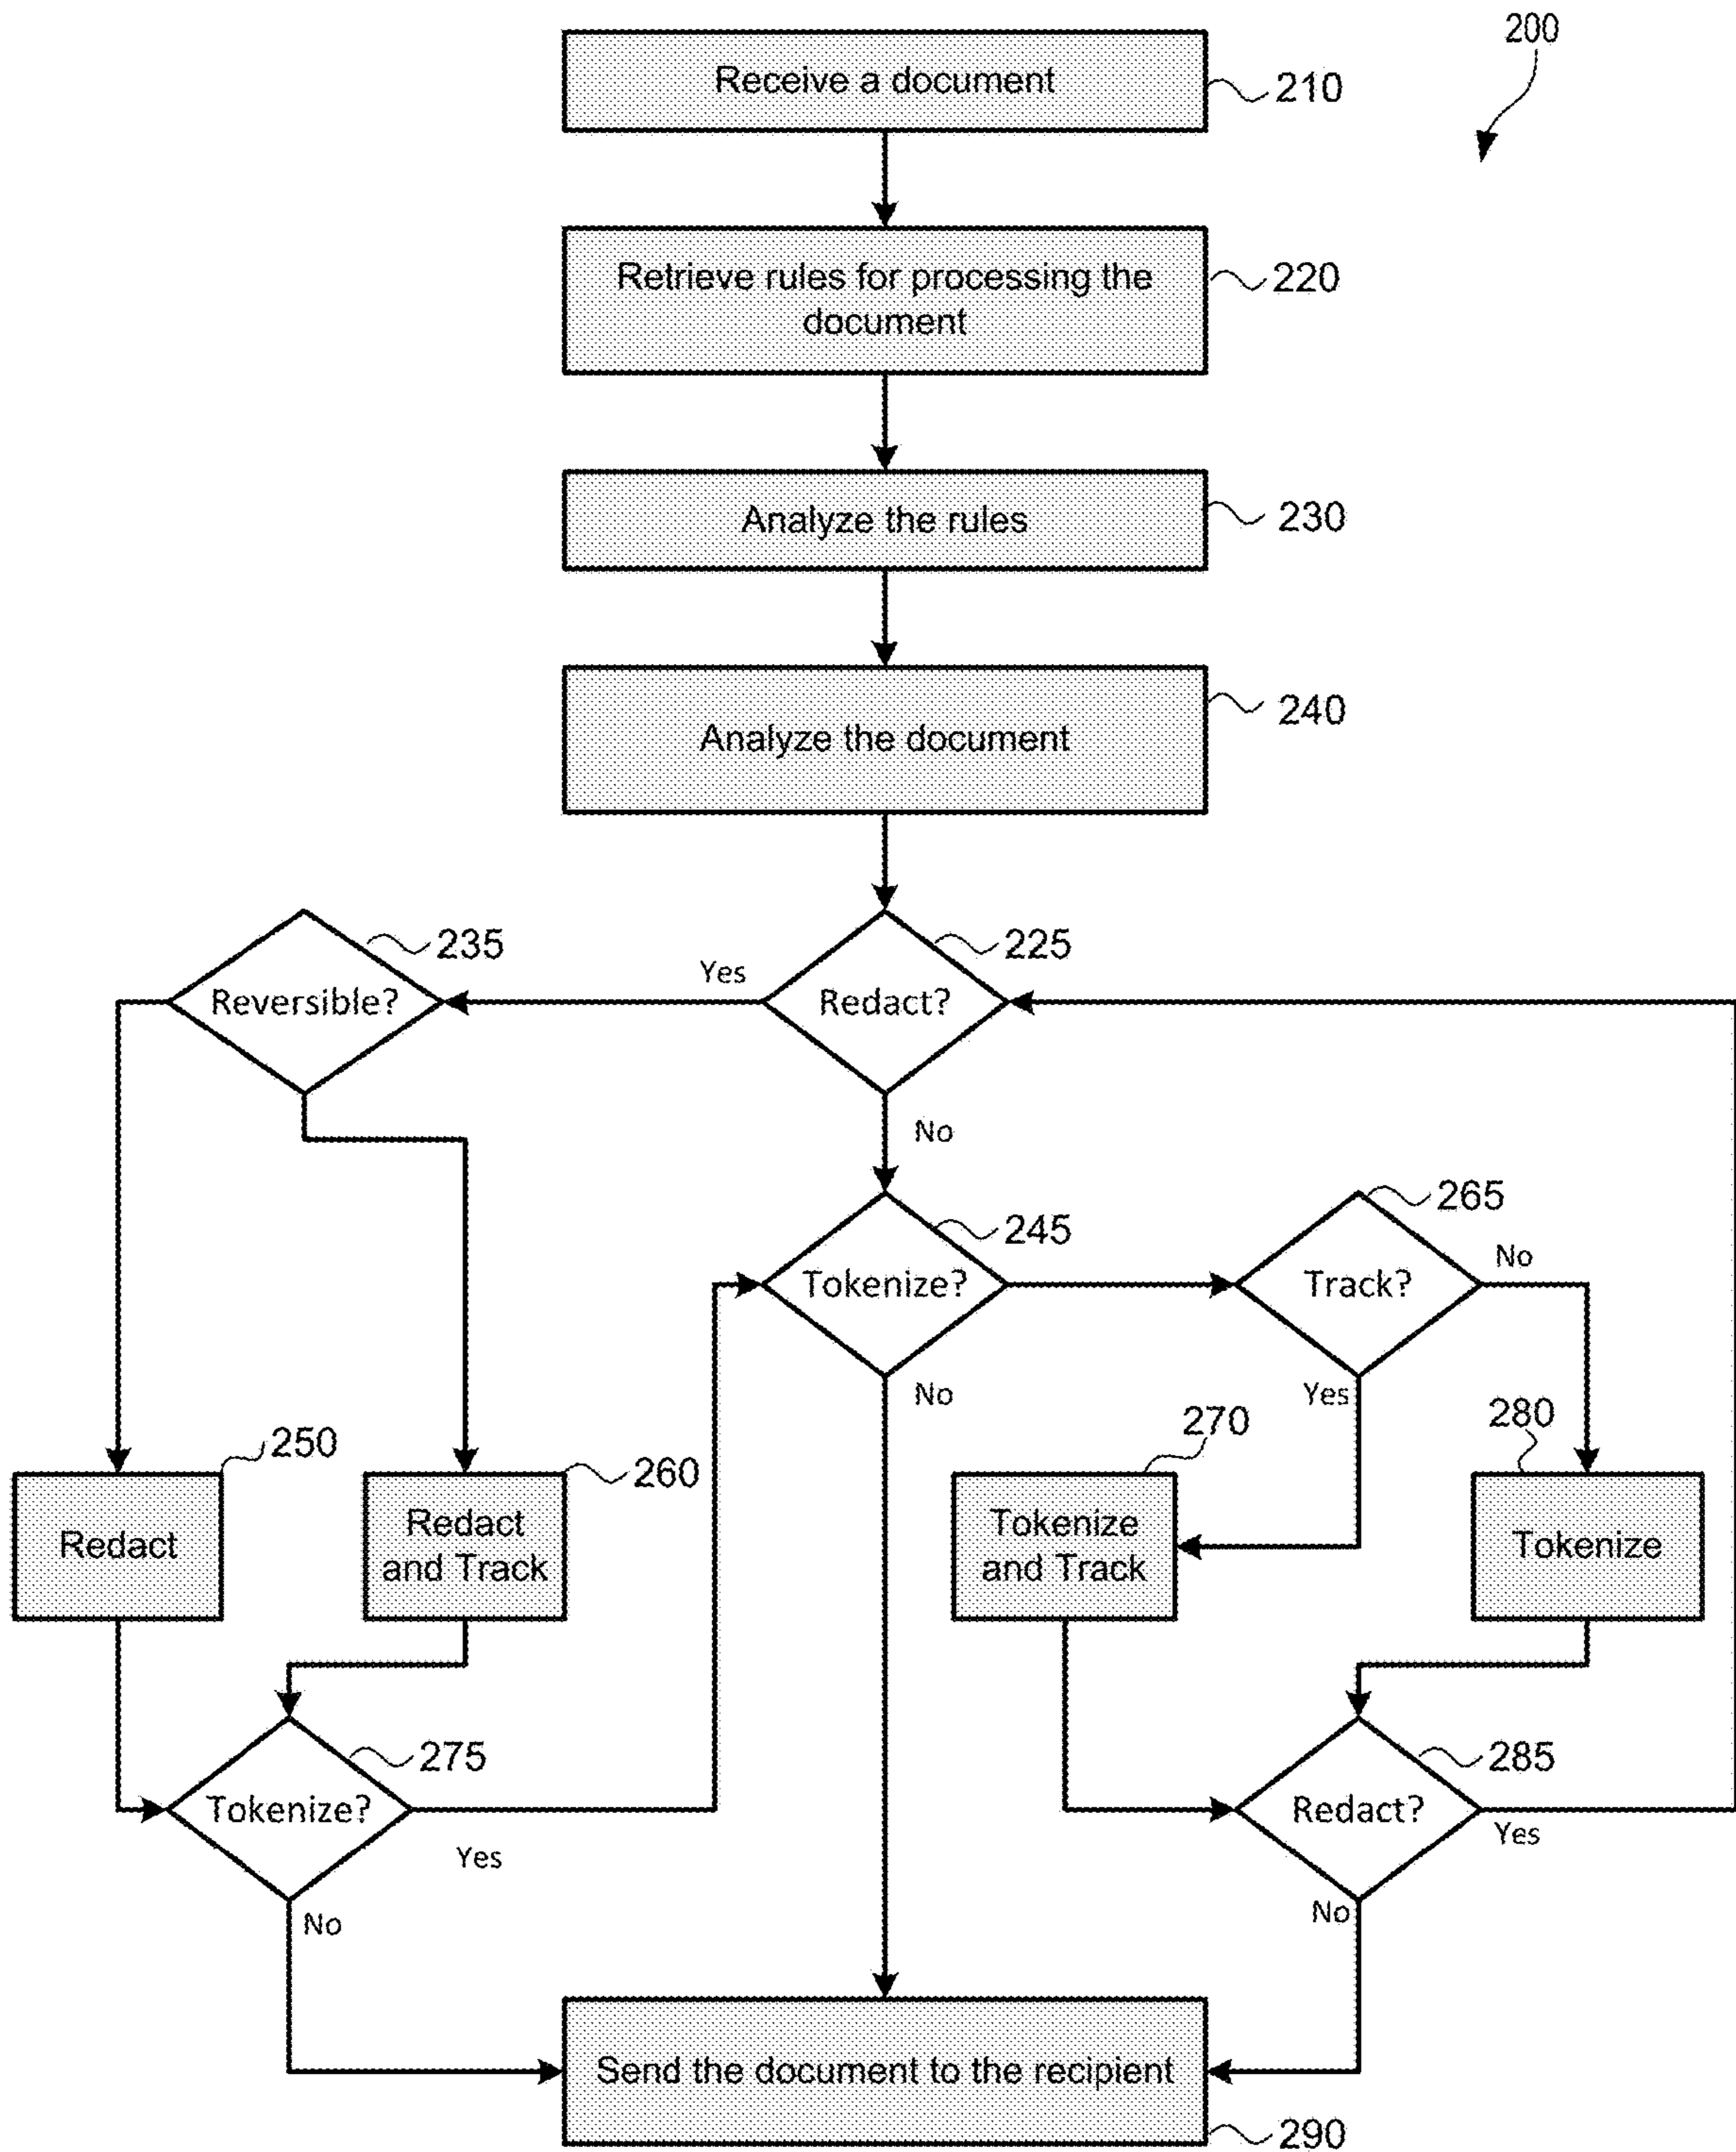 200
Receive a document
210
Retrieve rules for processing the
document
220
Analyze the rules
230
Analyze the document
240
235
225
Reversible?
Yes
Redact?
No
245
265
Tokenize?
Track?
No
No
Yes
250
260
270
280
Redact
Redact
and Track
Tokenize
and Track
Tokenize
275
285
Tokenize?
Redact?
Yes
Yes
No
No
Send the document to the recipient
290